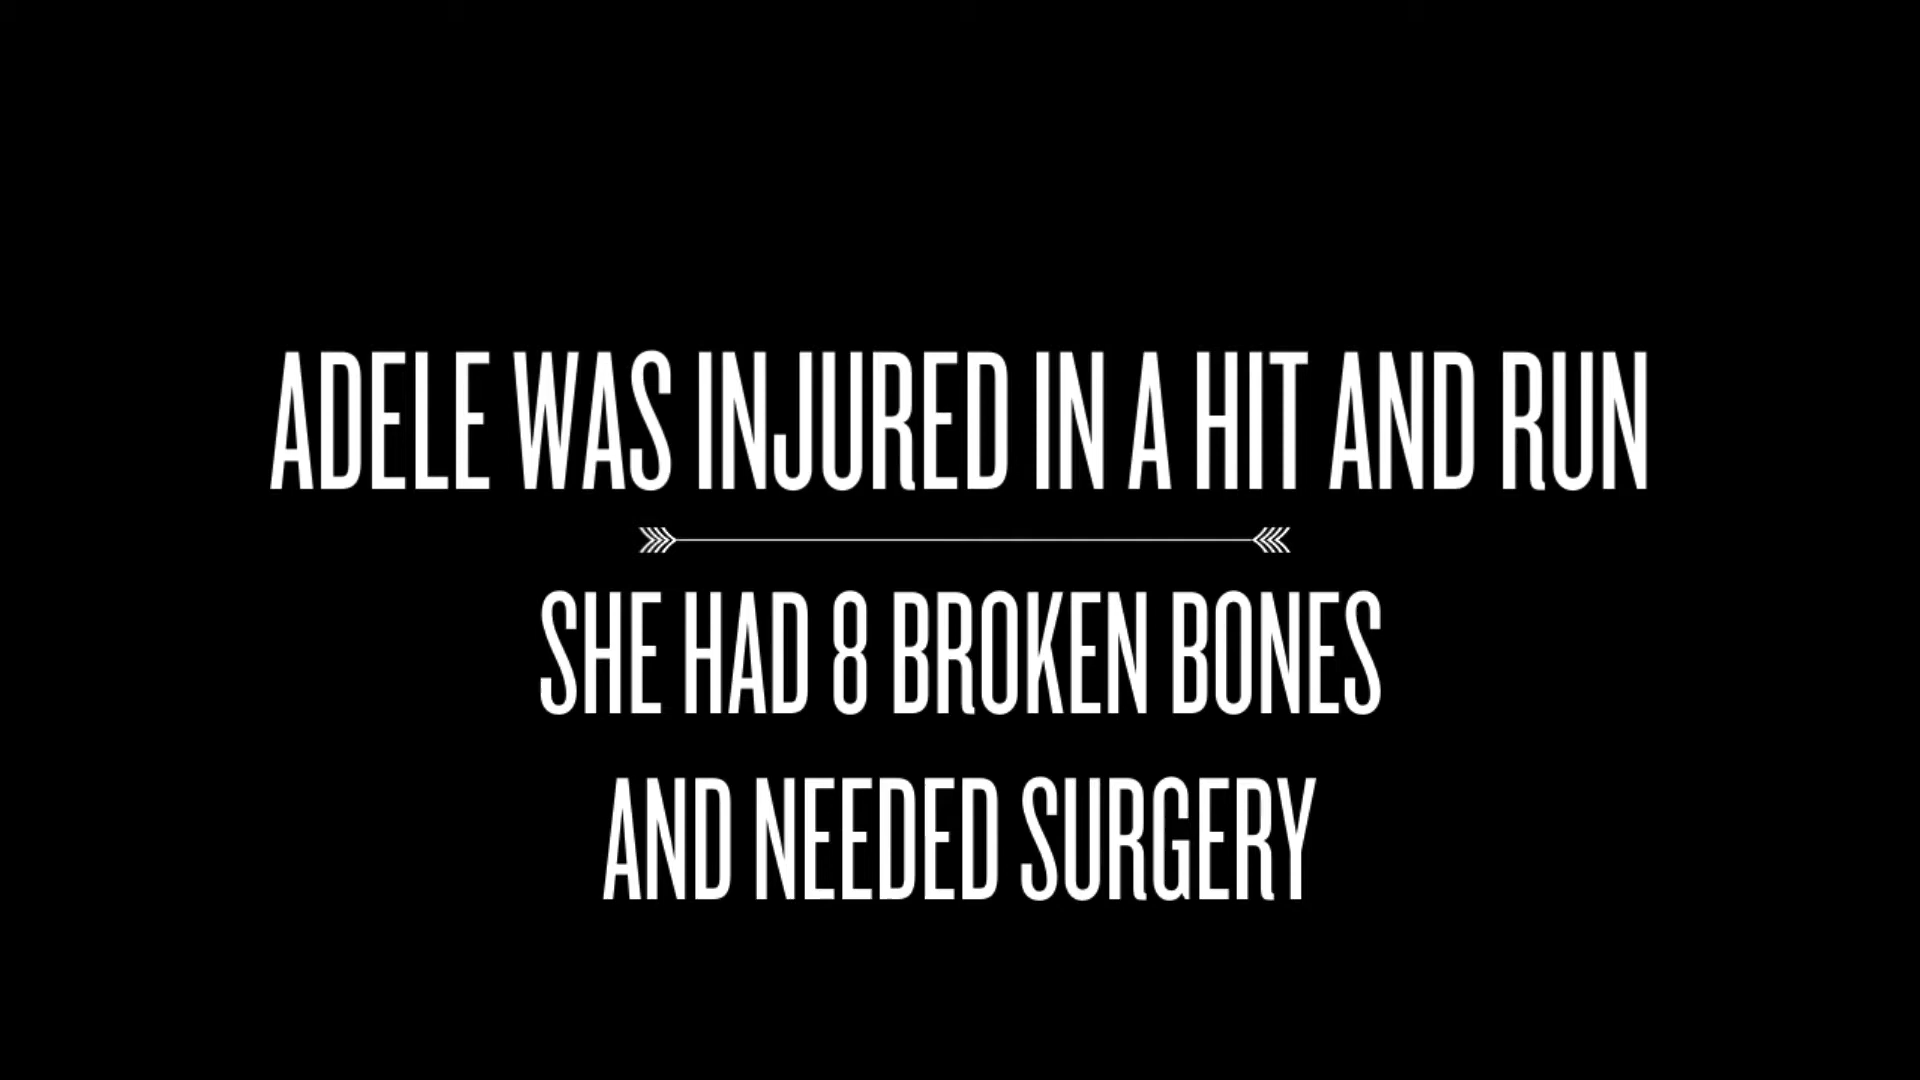 ADELE WAS INJURED IN A HIT AND RUN
SHE HAD 8 BROKEN BONES
AND NEEDED SURGERY